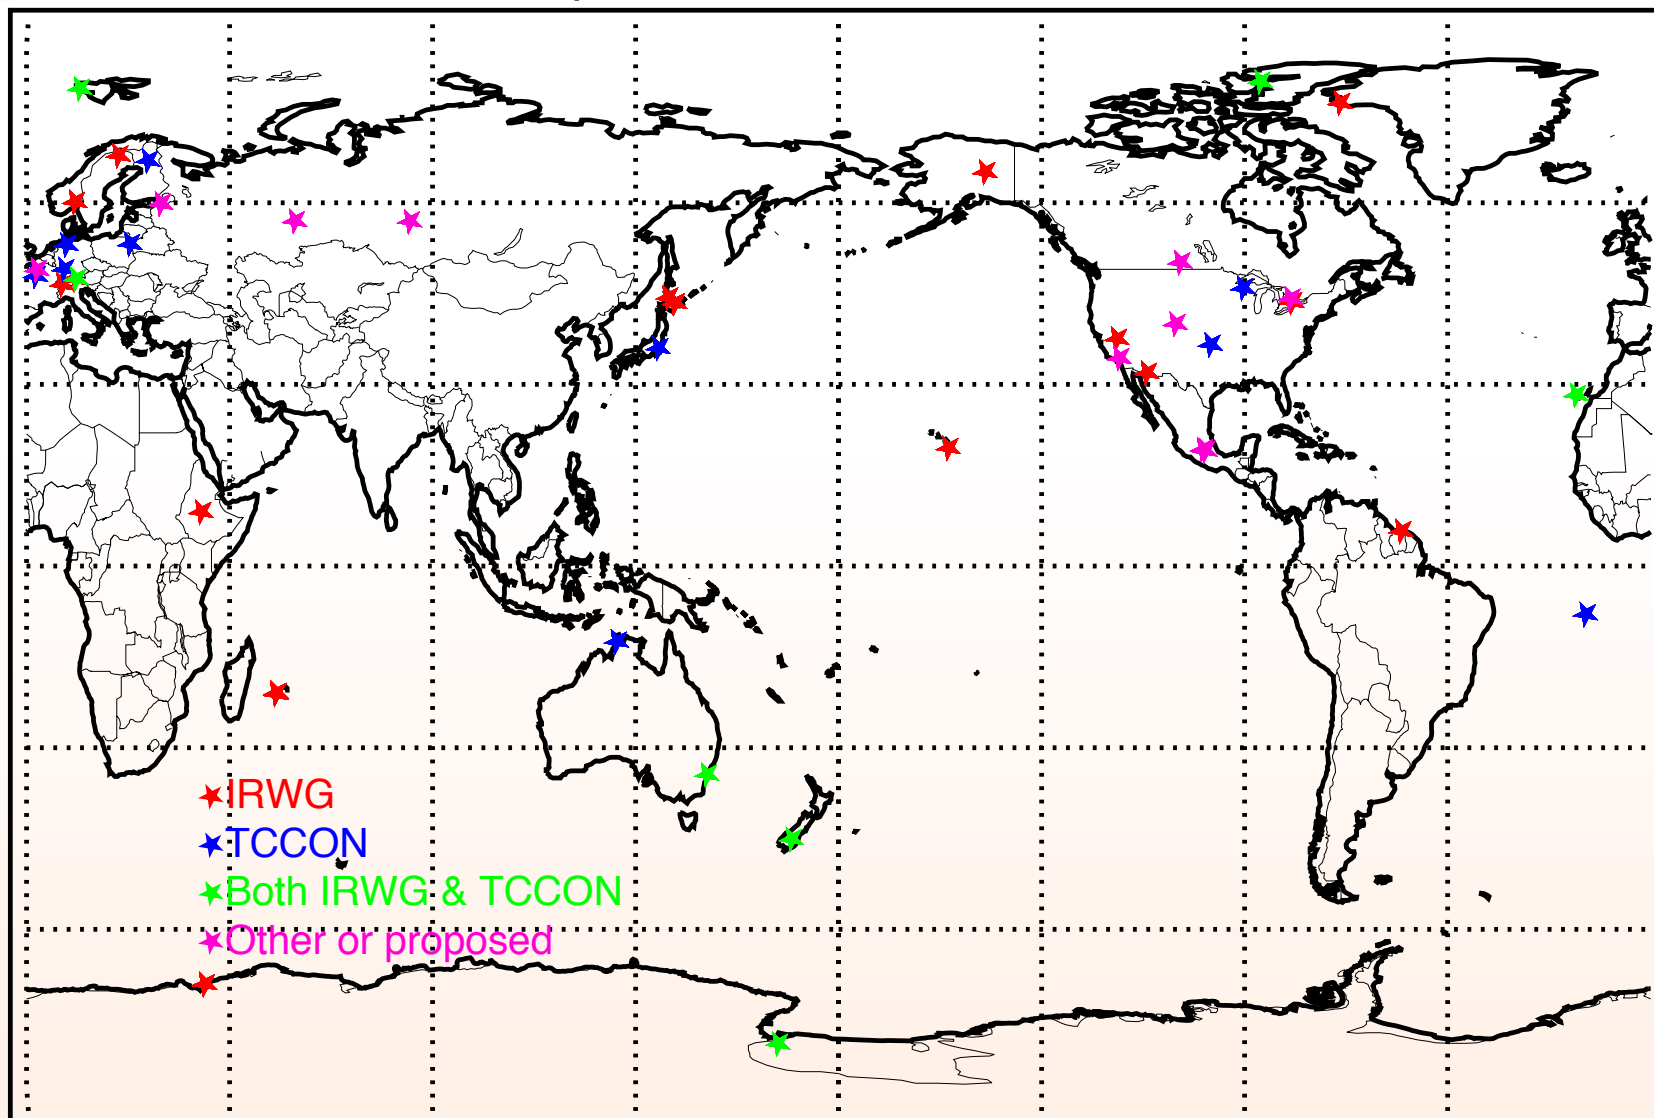 IRWG
TCCON
Both IRWG & TCCON
Other or proposed